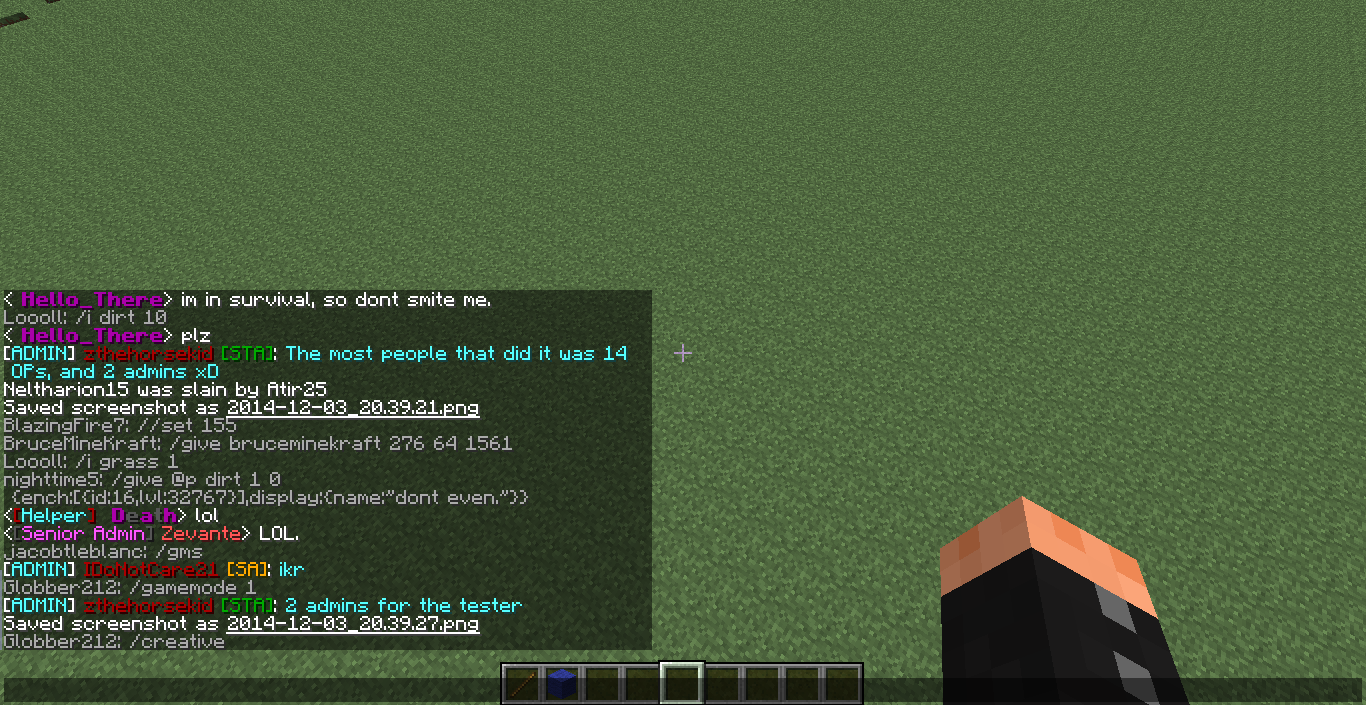 < Hello_There> im in survival, so dont smite me.
Loooll: /i dirt 10
< Hello_There> plz
[ADMIN] zthehorsekid [STA]: The most people that did it was 14
OPs, and 2 admins xD
Neltharion15 was slain by Atir25
Saved screenshot as 2014-12-03_20.39.21.png
BlazingFire7: //set 155
BruceMineKraft: /give bruceminekraft 276 64 1561
Loooll: /i grass 1
nighttime5: /give @p dirt 1 0
{ench:[{id:16,lvl:32767}],display:{name:"dont even."}}
<[Helper] Death> lol
<[Senior Admin] Zevante> LOL.
jacobtleblanc: /gms
[ADMIN] IDoNotCare21 [SA]: ikr
Globber212: /gamemode 1
[ADMIN] zthehorsekid [STA]: 2 admins for the tester
Saved screenshot as 2014-12-03_20.39.27.png
Globber212: /creative